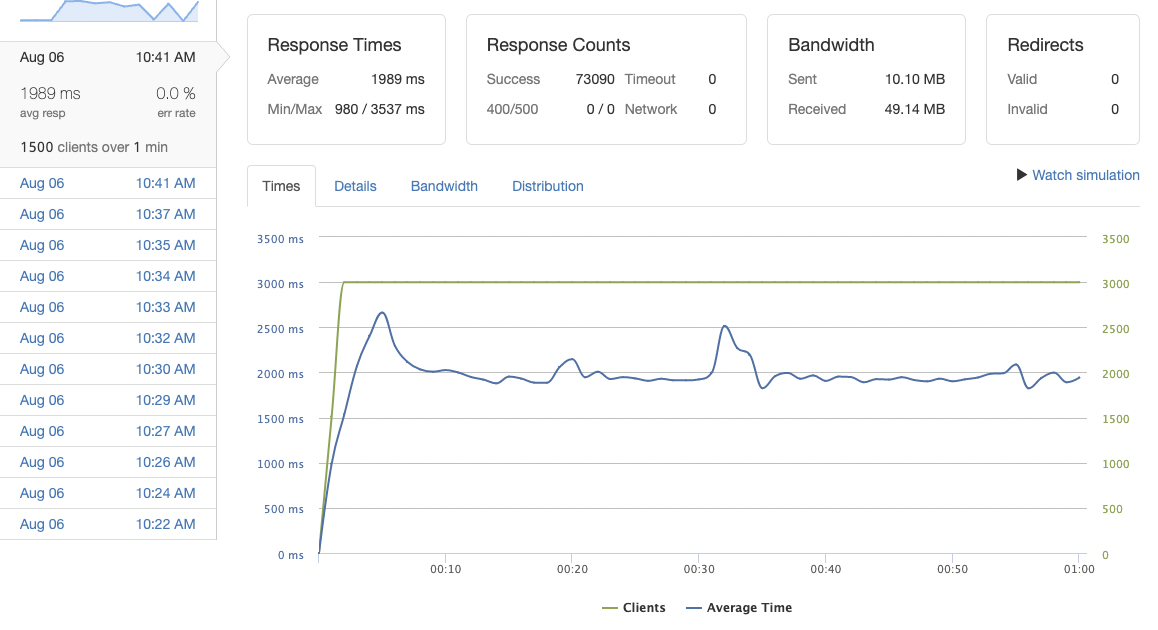 Aug 06 10:41 AM
1989 ms 0.0 %
avg resp err rate
1500 clients over 1 min
Aug 06 10:41 AM
Aug 06 10:37 AM
Aug 06 10:35 AM
Aug 06 10:34 AM
Aug 06 10:33 AM
Aug 06 10:32 AM
Aug 06 10:30 AM
Aug 06 10:29 AM
Aug 06 10:27 AM
Aug 06 10:26 AM
Aug 06 10:24 AM
Aug 06 10:22 AM
Response Times
Average 1989 ms
Min/Max 980 / 3537 ms
Response Counts
Success 73090 Timeout 0
400/500 0 / 0 Network 0
Bandwidth
Sent 10.10 MB
Received 49.14 MB
Redirects
Valid 0
Invalid 0
Times Details Bandwidth Distribution
Watch simulation
3500 ms 3500
3000 ms 3000
2500 ms 2500
2000 ms 2000
1500 ms 1500
1000 ms 1000
500 ms 500
0 ms 0
00:10 00:20 00:30 00:40 00:50 01:00
Clients Average Time